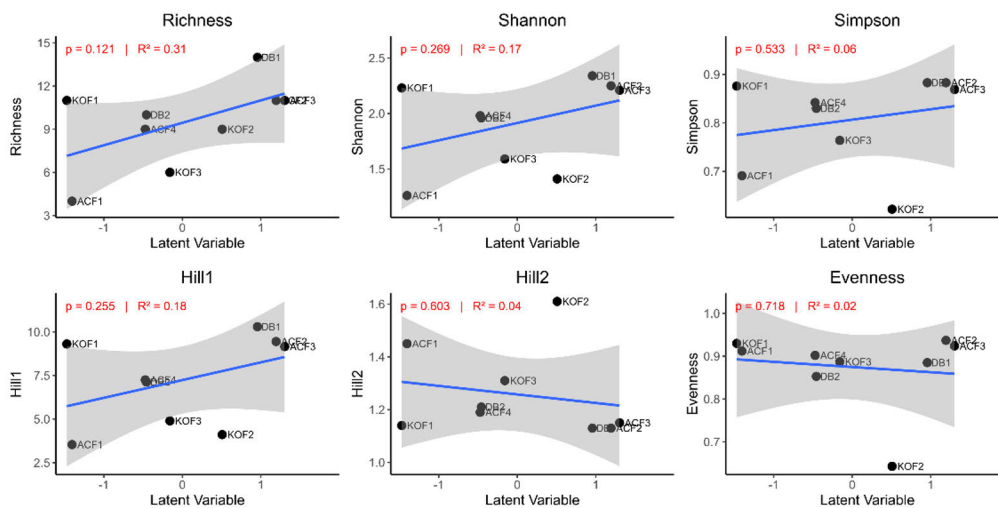 Richness
p = 0.121 | R² = 0.31
15
12
9
6
3
Richness
KOF1
DB1
ACF3
DB2
ACF4
KOF2
KOF3
ACF1
-1
0
1
Latent Variable
Shannon
p = 0.269 | R² = 0.17
2.5
2.0
1.5
Shannon
KOF1
DB1
ACF2
ACF3
ACF4
DB2
KOF3
KOF2
ACF1
-1
0
1
Latent Variable
Simpson
p = 0.533 | R² = 0.06
0.9
0.8
0.7
Simpson
KOF1
ACF2
ACF3
ACF4
DB2
KOF3
ACF1
KOF2
-1
0
1
Latent Variable
Hill1
p = 0.255 | R² = 0.18
10.0
7.5
5.0
2.5
Hill1
KOF1
DB1
ACF2
ACF3
ACF4
KOF3
KOF2
ACF1
-1
0
1
Latent Variable
Hill2
p = 0.603 | R² = 0.04
1.6
1.4
1.2
1.0
Hill2
KOF2
ACF1
KOF3
DB2
ACF4
KOF1
ACF3
ACF2
-1
0
1
Latent Variable
Evenness
p = 0.718 | R² = 0.02
1.0
0.9
0.8
0.7
0.6
Evenness
KOF1
ACF1
ACF4
KOF3
DB2
DB1
ACF2
ACF3
KOF2
-1
0
1
Latent Variable